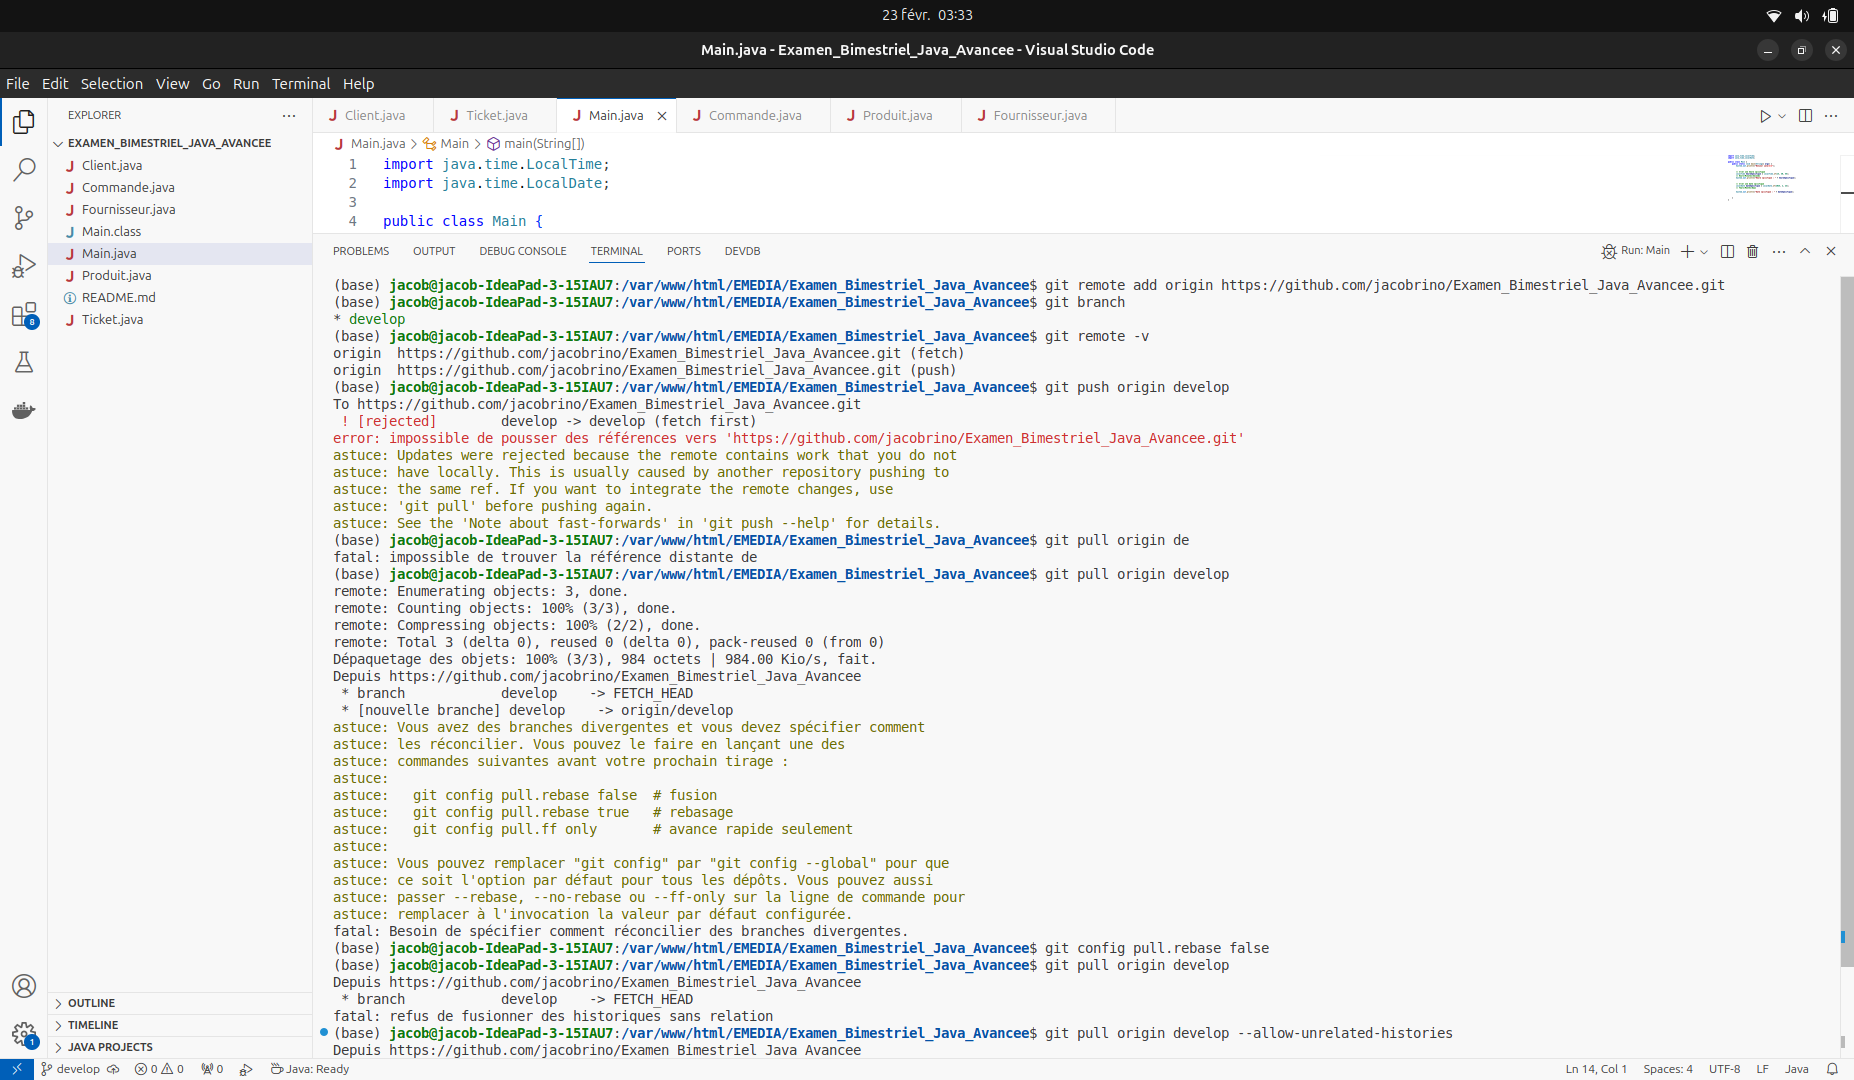 23 févr.  03:33
Main.java - Examen_Bimestriel_Java_Avancee - Visual Studio Code
File Edit Selection View Go Run Terminal Help
EXPLORER
EXAMEN_BIMESTRIEL_JAVA_AVANCEE
Client.java
Commande.java
Fournisseur.java
Main.class
Main.java
Produit.java
README.md
Ticket.java
OUTLINE
TIMELINE
JAVA PROJECTS
8
1
Client.java Ticket.java Main.java Commande.java Produit.java Fournisseur.java
Main.java > Main > main(String[])
1 import java.time.LocalTime;
2 import java.time.LocalDate;
3
4 public class Main {
PROBLEMS OUTPUT DEBUG CONSOLE TERMINAL PORTS DEVDB
Run: Main
(base) jacob@jacob-IdeaPad-3-15IAU7:/var/www/html/EMEDIA/Examen_Bimestriel_Java_Avancee$ git remote add origin https://github.com/jacobrino/Examen_Bimestriel_Java_Avancee.git
(base) jacob@jacob-IdeaPad-3-15IAU7:/var/www/html/EMEDIA/Examen_Bimestriel_Java_Avancee$ git branch
* develop
(base) jacob@jacob-IdeaPad-3-15IAU7:/var/www/html/EMEDIA/Examen_Bimestriel_Java_Avancee$ git remote -v
origin  https://github.com/jacobrino/Examen_Bimestriel_Java_Avancee.git (fetch)
origin  https://github.com/jacobrino/Examen_Bimestriel_Java_Avancee.git (push)
(base) jacob@jacob-IdeaPad-3-15IAU7:/var/www/html/EMEDIA/Examen_Bimestriel_Java_Avancee$ git push origin develop
To https://github.com/jacobrino/Examen_Bimestriel_Java_Avancee.git
 ! [rejected]        develop -> develop (fetch first)
error: impossible de pousser des références vers 'https://github.com/jacobrino/Examen_Bimestriel_Java_Avancee.git'
astuce: Updates were rejected because the remote contains work that you do not
astuce: have locally. This is usually caused by another repository pushing to
astuce: the same ref. If you want to integrate the remote changes, use
astuce: 'git pull' before pushing again.
astuce: See the 'Note about fast-forwards' in 'git push --help' for details.
(base) jacob@jacob-IdeaPad-3-15IAU7:/var/www/html/EMEDIA/Examen_Bimestriel_Java_Avancee$ git pull origin de
fatal: impossible de trouver la référence distante de
(base) jacob@jacob-IdeaPad-3-15IAU7:/var/www/html/EMEDIA/Examen_Bimestriel_Java_Avancee$ git pull origin develop
remote: Enumerating objects: 3, done.
remote: Counting objects: 100% (3/3), done.
remote: Compressing objects: 100% (2/2), done.
remote: Total 3 (delta 0), reused 0 (delta 0), pack-reused 0 (from 0)
Dépaquetage des objets: 100% (3/3), 984 octets | 984.00 Kio/s, fait.
Depuis https://github.com/jacobrino/Examen_Bimestriel_Java_Avancee
 * branch            develop    -> FETCH_HEAD
 * [nouvelle branche] develop    -> origin/develop
astuce: Vous avez des branches divergentes et vous devez spécifier comment
astuce: les réconcilier. Vous pouvez le faire en lançant une des
astuce: commandes suivantes avant votre prochain tirage :
astuce:
astuce:   git config pull.rebase false  # fusion
astuce:   git config pull.rebase true   # rebasage
astuce:   git config pull.ff only       # avance rapide seulement
astuce:
astuce: Vous pouvez remplacer "git config" par "git config --global" pour que
astuce: ce soit l'option par défaut pour tous les dépôts. Vous pouvez aussi
astuce: passer --rebase, --no-rebase ou --ff-only sur la ligne de commande pour
astuce: remplacer à l'invocation la valeur par défaut configurée.
fatal: Besoin de spécifier comment réconcilier des branches divergentes.
(base) jacob@jacob-IdeaPad-3-15IAU7:/var/www/html/EMEDIA/Examen_Bimestriel_Java_Avancee$ git config pull.rebase false
(base) jacob@jacob-IdeaPad-3-15IAU7:/var/www/html/EMEDIA/Examen_Bimestriel_Java_Avancee$ git pull origin develop
Depuis https://github.com/jacobrino/Examen_Bimestriel_Java_Avancee
 * branch            develop    -> FETCH_HEAD
fatal: refus de fusionner des historiques sans relation
(base) jacob@jacob-IdeaPad-3-15IAU7:/var/www/html/EMEDIA/Examen_Bimestriel_Java_Avancee$ git pull origin develop --allow-unrelated-histories
Depuis https://github.com/jacobrino/Examen_Bimestriel_Java_Avancee
develop 0 0 0 Java: Ready Ln 14, Col 1 Spaces: 4 UTF-8 LF Java